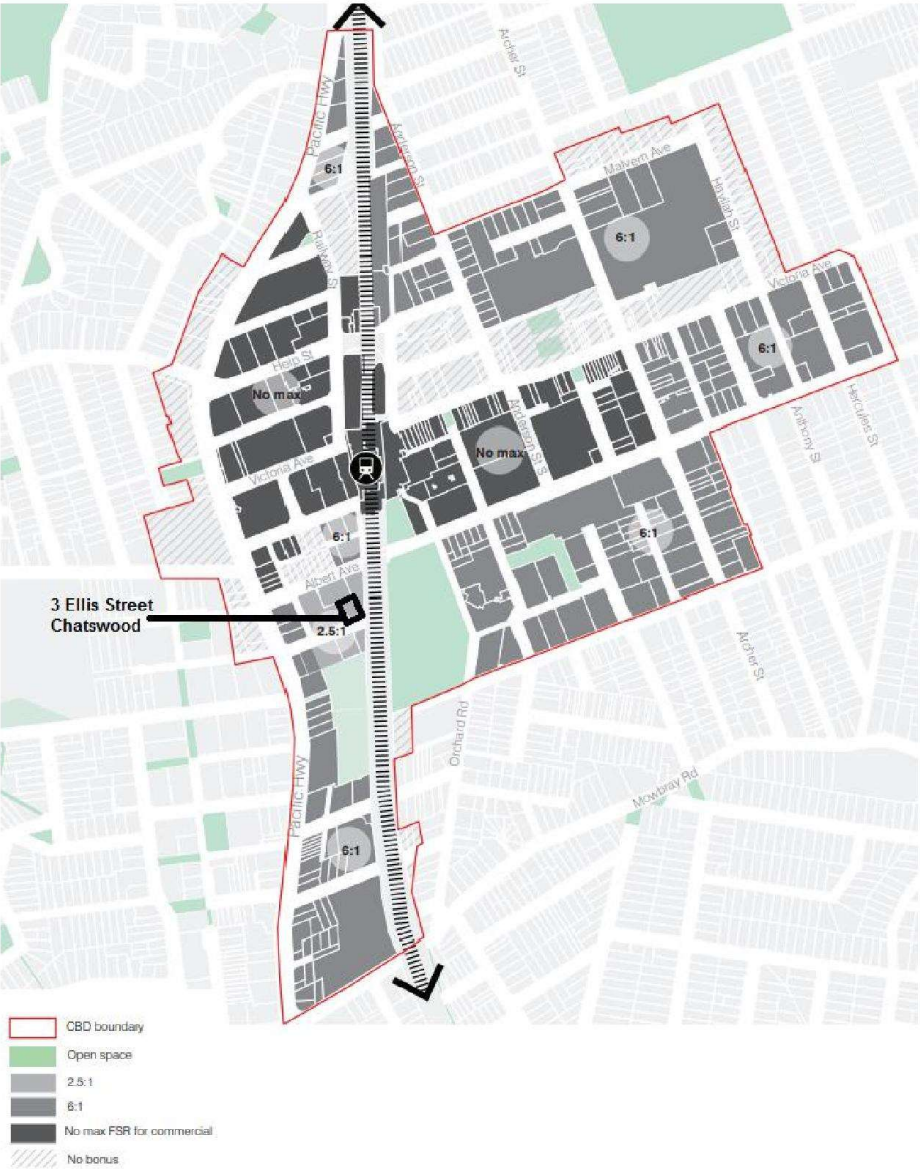 Archer St
Pacific Hwy
Anderson St
Malvern Ave
6:1
Havilah St
6:1
Railway St
Victoria Ave
6:1
Help St
No max
Hercules St
Anderson St S
Anthony St
No max
Victoria Ave
6:1
6:1
Albert Ave
3 Ellis Street
Chatswood
2.5:1
Archer St
Orchard Rd
Pacific Hwy
Mowbray Rd
6:1
CBD boundary
Open space
2.5:1
6:1
No max FSR for commercial
No bonus